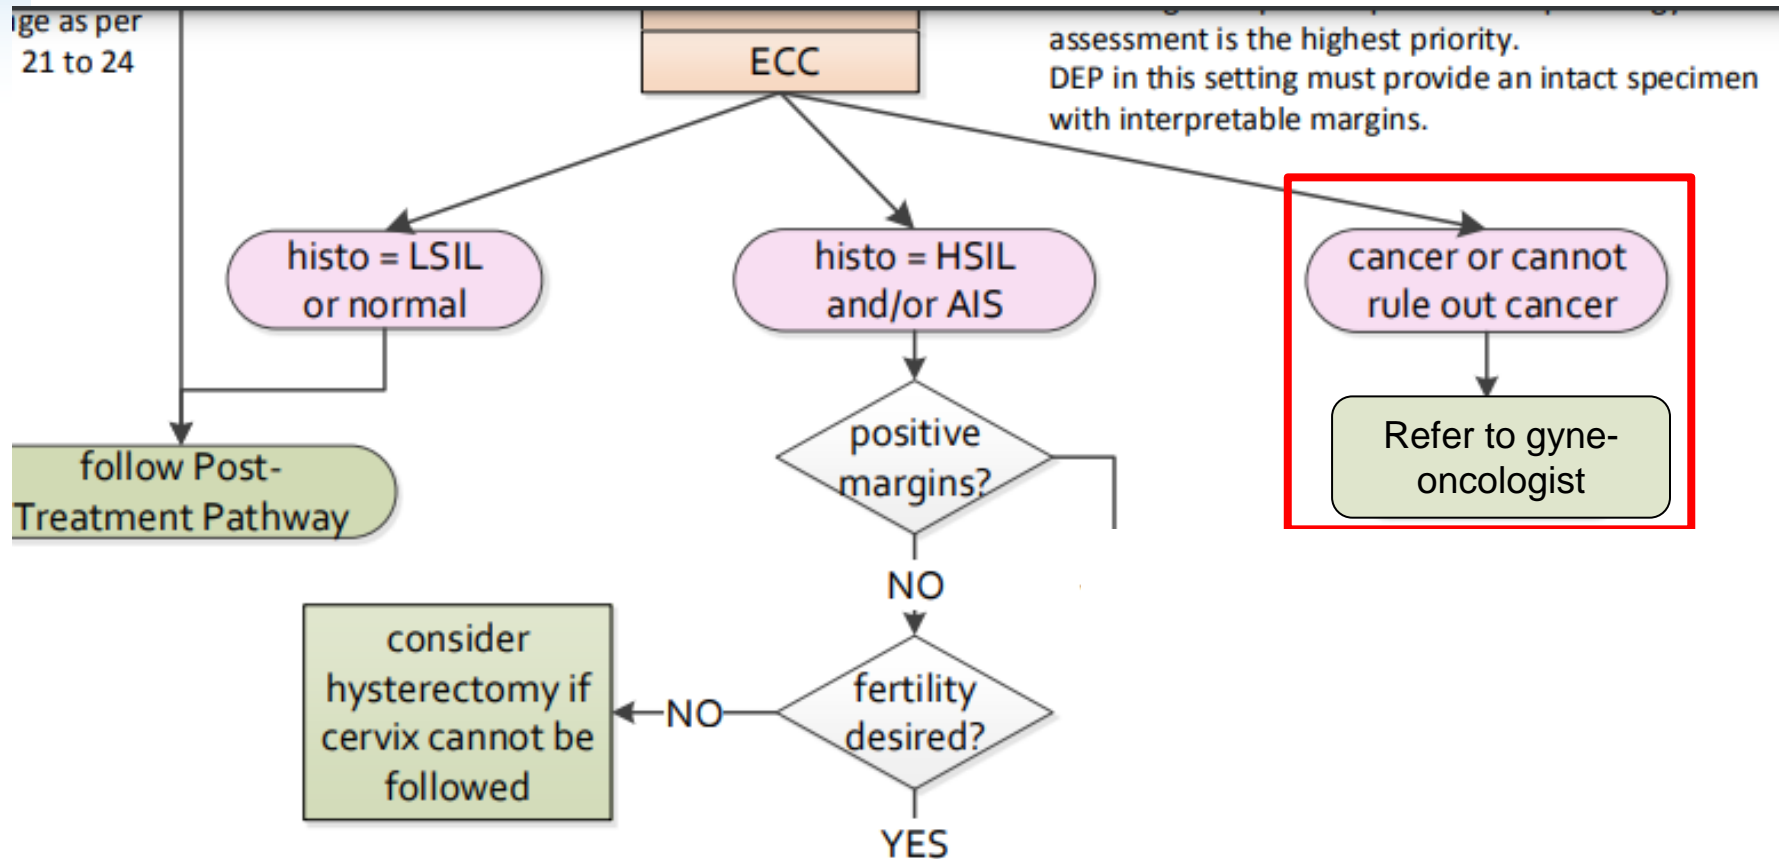 ge as per
21 to 24
ECC
assessment is the highest priority.
DEP in this setting must provide an intact specimen
with interpretable margins.
histo = LSIL
or normal
histo = HSIL
and/or AIS
cancer or cannot
rule out cancer
follow Post-
Treatment Pathway
positive
margins?
Refer to gyne-
oncologist
NO
consider
hysterectomy if
cervix cannot be
followed
NO
fertility
desired?
YES